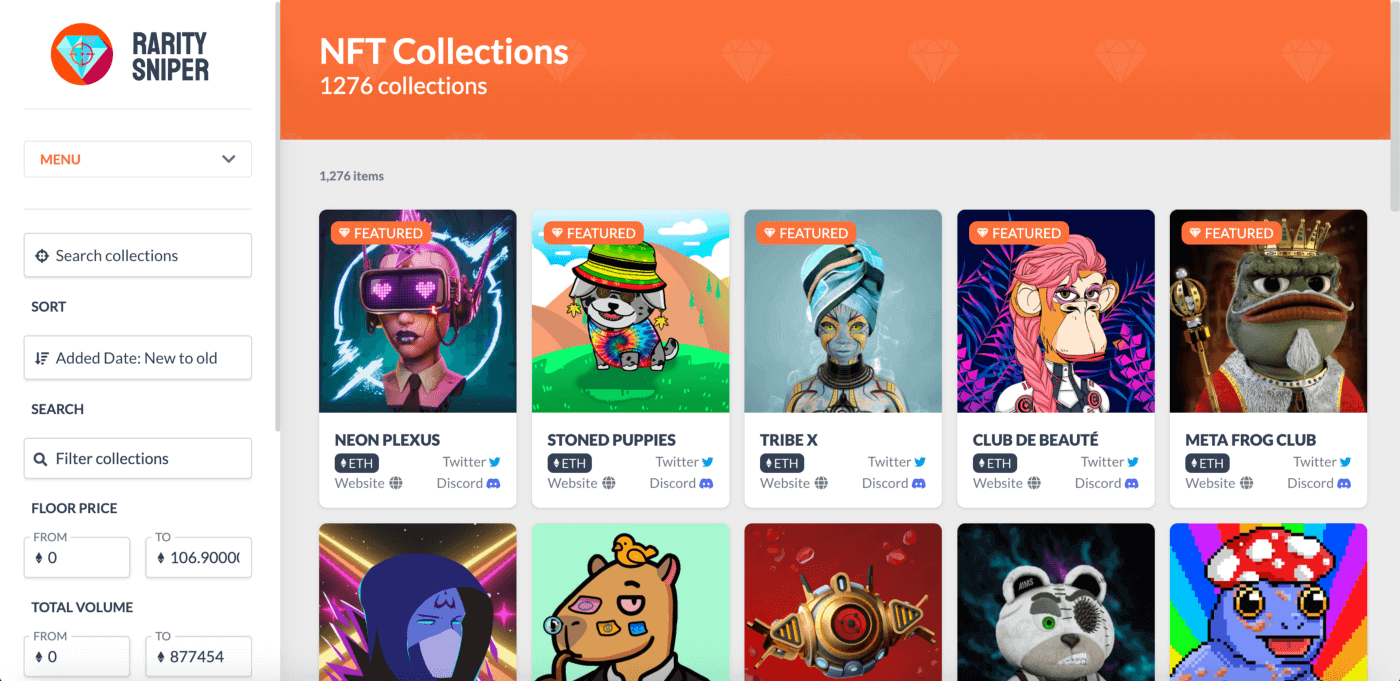 RARITY
SNIPER
MENU
Search collections
SORT
Added Date: New to old
SEARCH
Filter collections
FLOOR PRICE
FROM TO
0 106.9000
TOTAL VOLUME
FROM TO
0 877454
NFT Collections
1276 collections
1,276 items
FEATURED FEATURED FEATURED FEATURED FEATURED
NEON PLEXUS STONED PUPPIES TRIBE X CLUB DE BEAUTÉ META FROG CLUB
ETH Twitter ETH Twitter ETH Twitter ETH Twitter ETH Twitter
Website Discord Website Discord Website Discord Website Discord Website Discord
AIMS